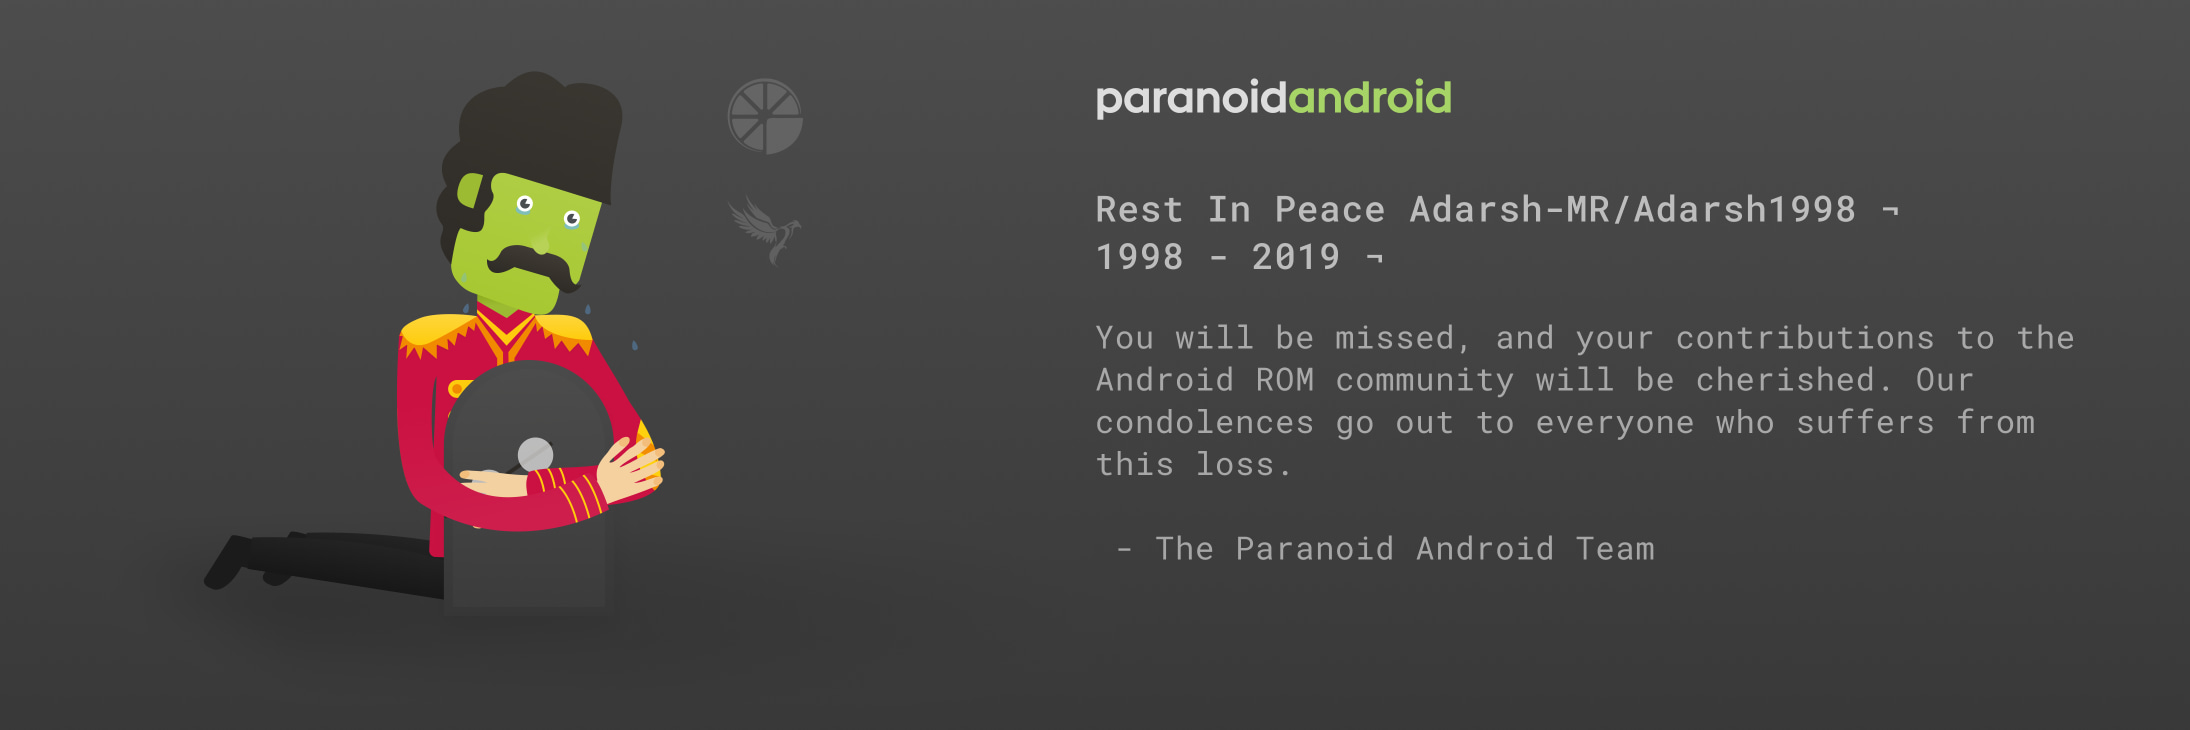 paranoidandroid
Rest In Peace Adarsh-MR/Adarsh1998 ¬
1998 - 2019 ¬
You will be missed, and your contributions to the
Android ROM community will be cherished. Our
condolences go out to everyone who suffers from
this loss.
- The Paranoid Android Team